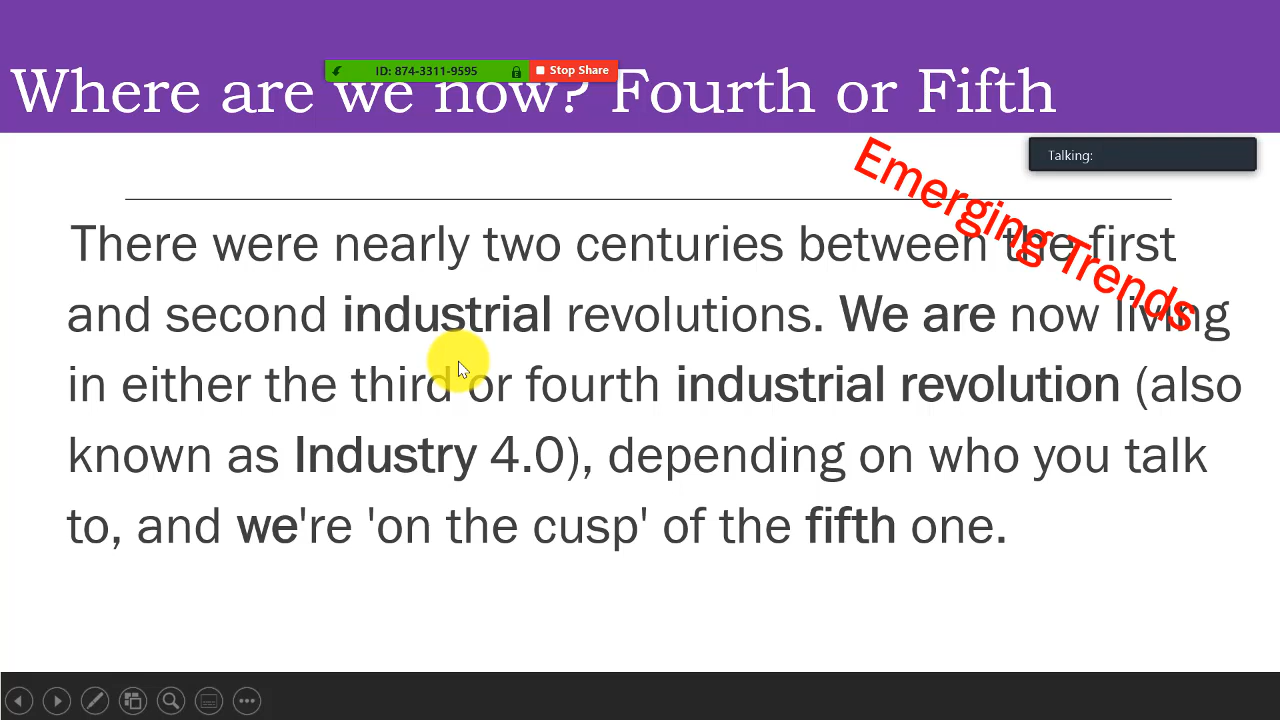 Where are we now? Fourth or Fifth
ID: 874-3311-9595
Stop Share
Talking:
Emerging Trends
There were nearly two centuries between the first
and second industrial revolutions. We are now living
in either the third or fourth industrial revolution (also
known as Industry 4.0), depending on who you talk
to, and we're 'on the cusp' of the fifth one.